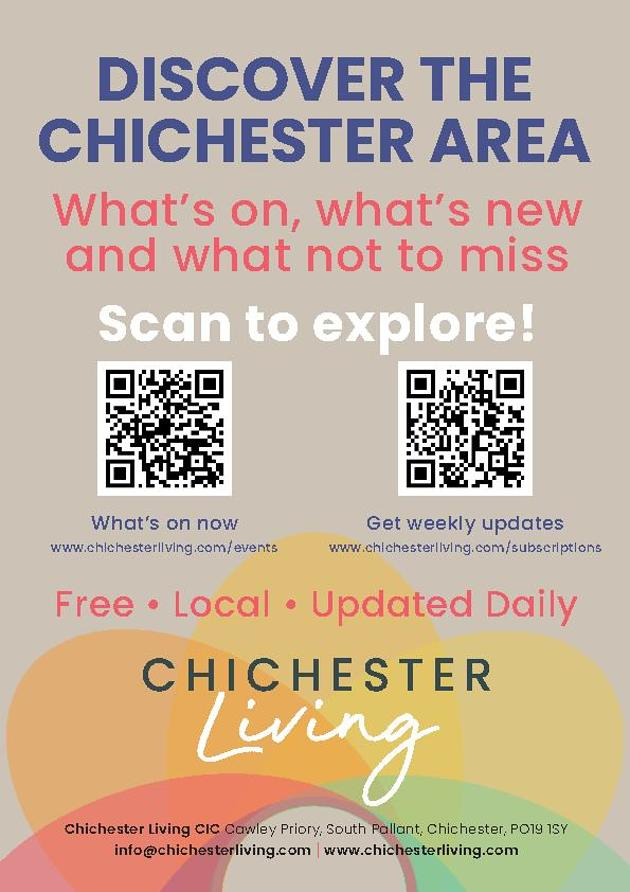 DISCOVER THE
CHICHESTER AREA
What's on, what's new
and what not to miss
Scan to explore!
What's on now
www.chichesterliving.com/events
Get weekly updates
www.chichesterliving.com/subscriptions
Free • Local • Updated Daily
CHICHESTER
Living
Chichester Living CIC Cawley Priory, South Pallant, Chichester, PO19 1SY
info@chichesterliving.com | www.chichesterliving.com